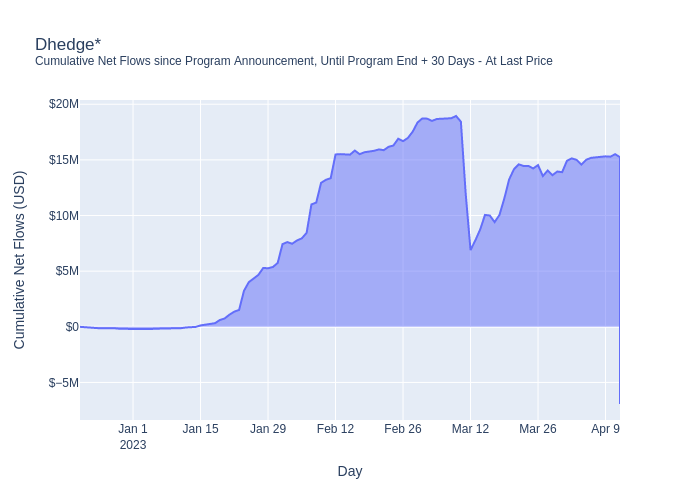 Dhedge*
Cumulative Net Flows since Program Announcement, Until Program End + 30 Days - At Last Price
Cumulative Net Flows (USD)
$20M
$15M
$10M
$5M
$0
$−5M
Jan 1
2023
Jan 15
Jan 29
Feb 12
Feb 26
Mar 12
Mar 26
Apr 9
Day